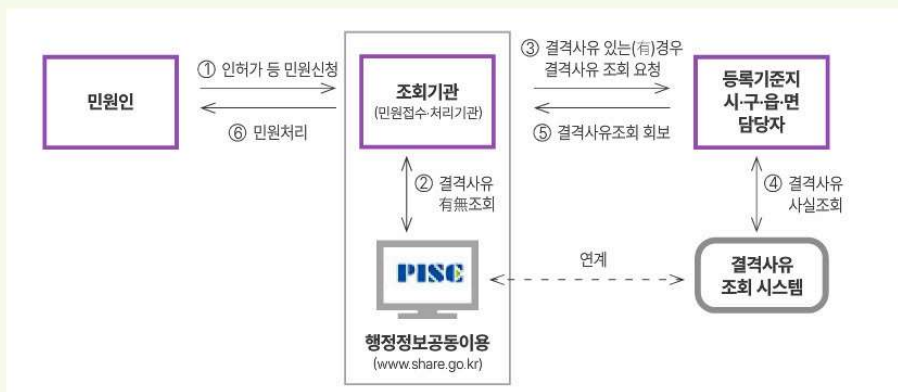 민원인
① 인허가 등 민원신청
⑥ 민원처리
조회기관
(민원접수·처리기관)
② 결격사유
有無조회
PISC
행정정보공동이용
(www.share.go.kr)
③ 결격사유 있는(有)경우
결격사유 조회 요청
⑤ 결격사유조회 회보
등록기준지
시·구·읍·면
담당자
④ 결격사유
사실조회
연계
결격사유
조회 시스템